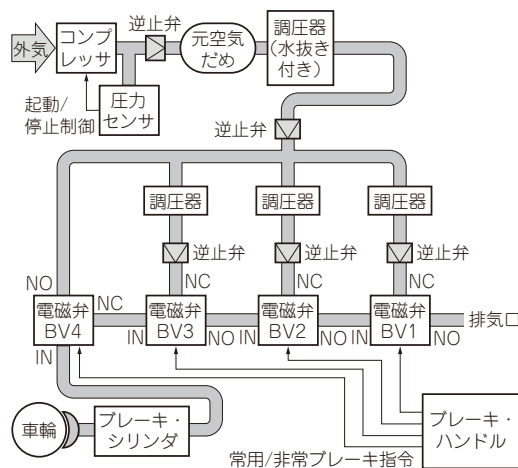 逆止弁
外気
コンプ
レッサ
元空気
だめ
調圧器
(水抜き
付き)
起動/
停止制御
圧力
センサ
逆止弁
調圧器
調圧器
調圧器
逆止弁
逆止弁
逆止弁
NO
NC
NC
NC
電磁弁
BV4
NC
電磁弁
BV3
電磁弁
BV2
電磁弁
BV1
排気口
IN
IN
NO
IN
NO
IN
NO
車輪
ブレーキ・
シリンダ
ブレーキ・
ハンドル
常用/非常ブレーキ指令